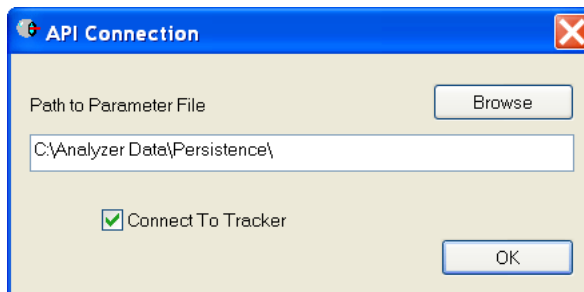 API Connection
Path to Parameter File
Browse
C:\Analyzer Data\Persistence\
Connect To Tracker
OK